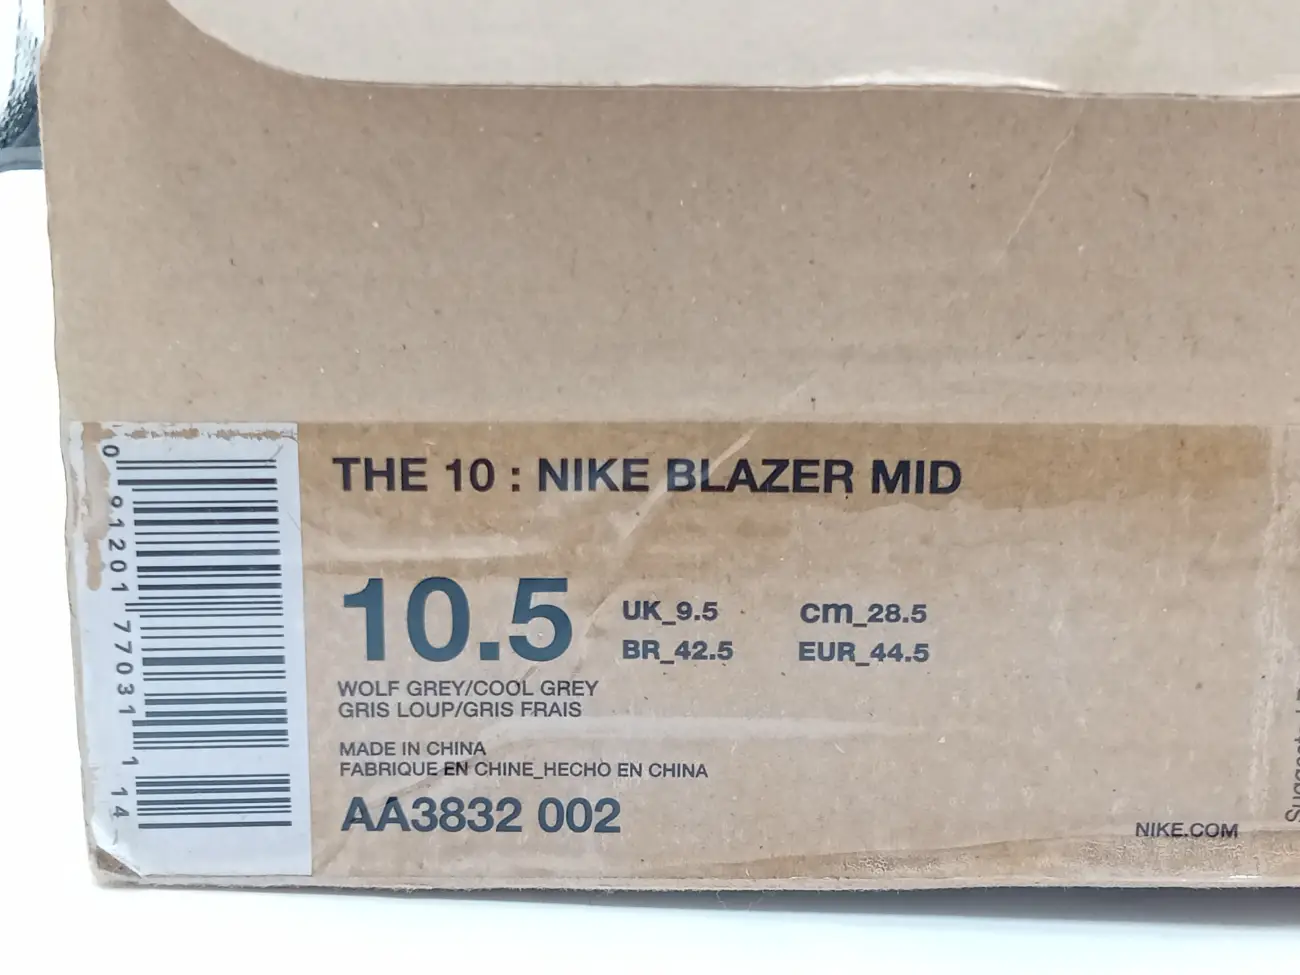 0 91201 77031 1 14
THE 10 : NIKE BLAZER MID
10.5
UK_9.5
cm_28.5
BR_42.5
EUR_44.5
WOLF GREY/COOL GREY
GRIS LOUP/GRIS FRAIS
MADE IN CHINA
FABRIQUE EN CHINE_HECHO EN CHINA
AA3832 002
NIKE.COM